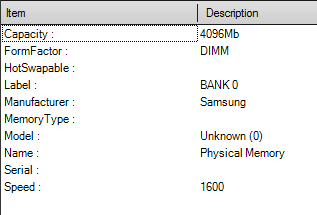 Item Description
Capacity : 4096Mb
FormFactor : DIMM
HotSwapable :
Label : BANK 0
Manufacturer : Samsung
MemoryType :
Model : Unknown (0)
Name : Physical Memory
Serial :
Speed : 1600